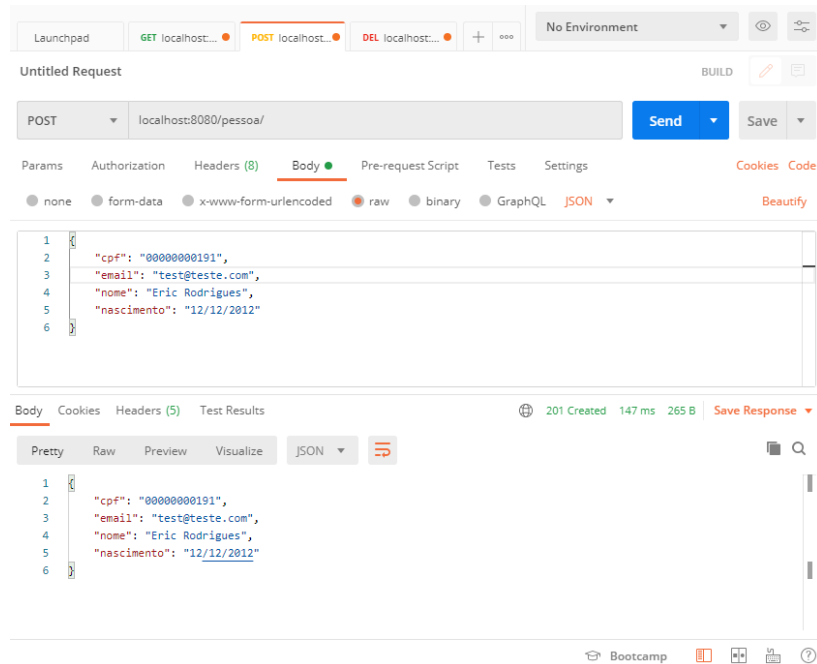 Launchpad GET localhost:... POST localhost... DEL localhost:... + ooo No Environment
Untitled Request BUILD
POST localhost:8080/pessoa/ Send Save
Params Authorization Headers (8) Body Pre-request Script Tests Settings Cookies Code
none form-data x-www-form-urlencoded raw binary GraphQL JSON Beautify
1 {
2 "cpf": "00000000191",
3 "email": "test@teste.com",
4 "nome": "Eric Rodrigues",
5 "nascimento": "12/12/2012"
6 }
Body Cookies Headers (5) Test Results 201 Created 147 ms 265 B Save Response
Pretty Raw Preview Visualize JSON
1 {
2 "cpf": "00000000191",
3 "email": "test@teste.com",
4 "nome": "Eric Rodrigues",
5 "nascimento": "12/12/2012"
6 }
Bootcamp ?